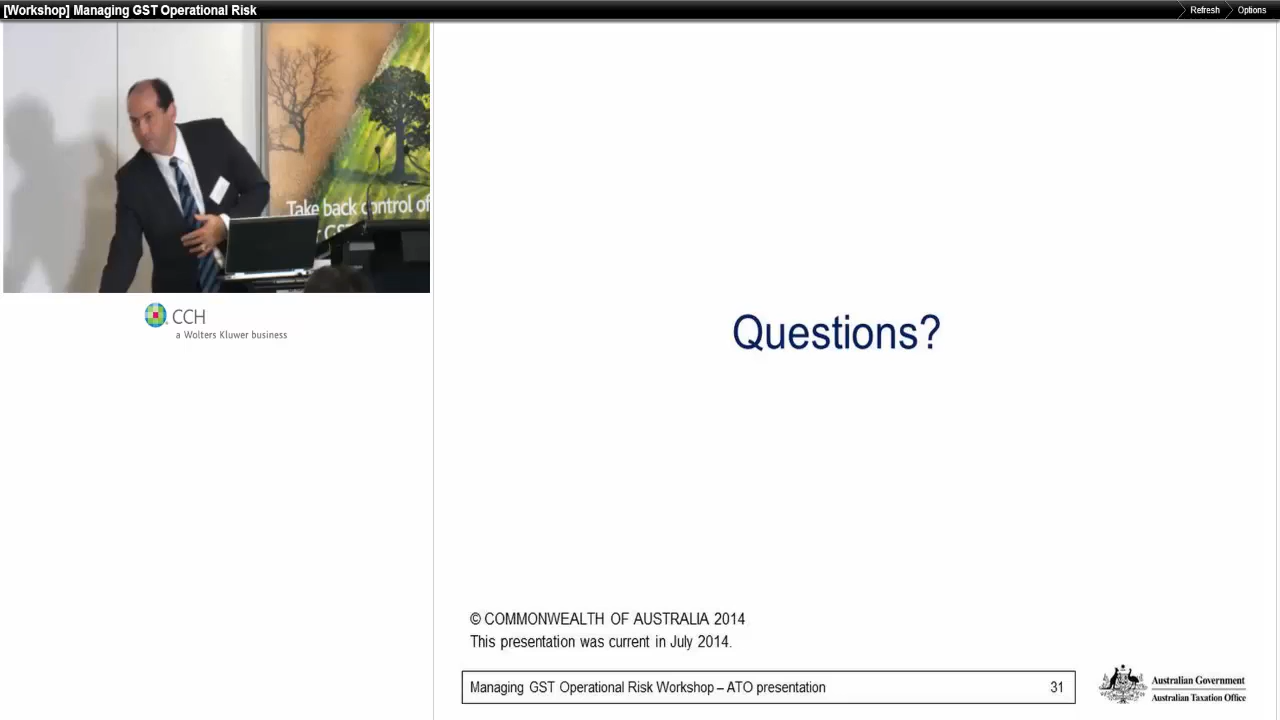 [Workshop] Managing GST Operational Risk
Refresh
Options
Take back control of
GST
CCH
a Wolters Kluwer business
Questions?
© COMMONWEALTH OF AUSTRALIA 2014
This presentation was current in July 2014.
Managing GST Operational Risk Workshop – ATO presentation 31
Australian Government
Australian Taxation Office